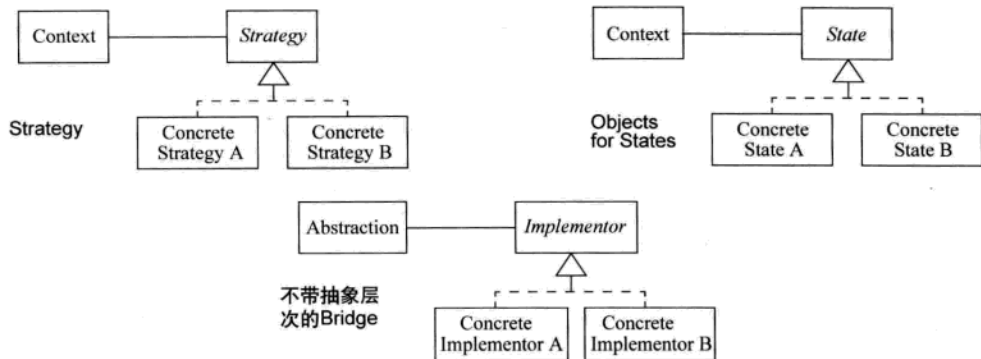 Context
Strategy
Strategy
Concrete
Strategy A
Concrete
Strategy B
Context
State
Objects
for States
Concrete
State A
Concrete
State B
Abstraction
Implementor
不带抽象层
次的Bridge
Concrete
Implementor A
Concrete
Implementor B